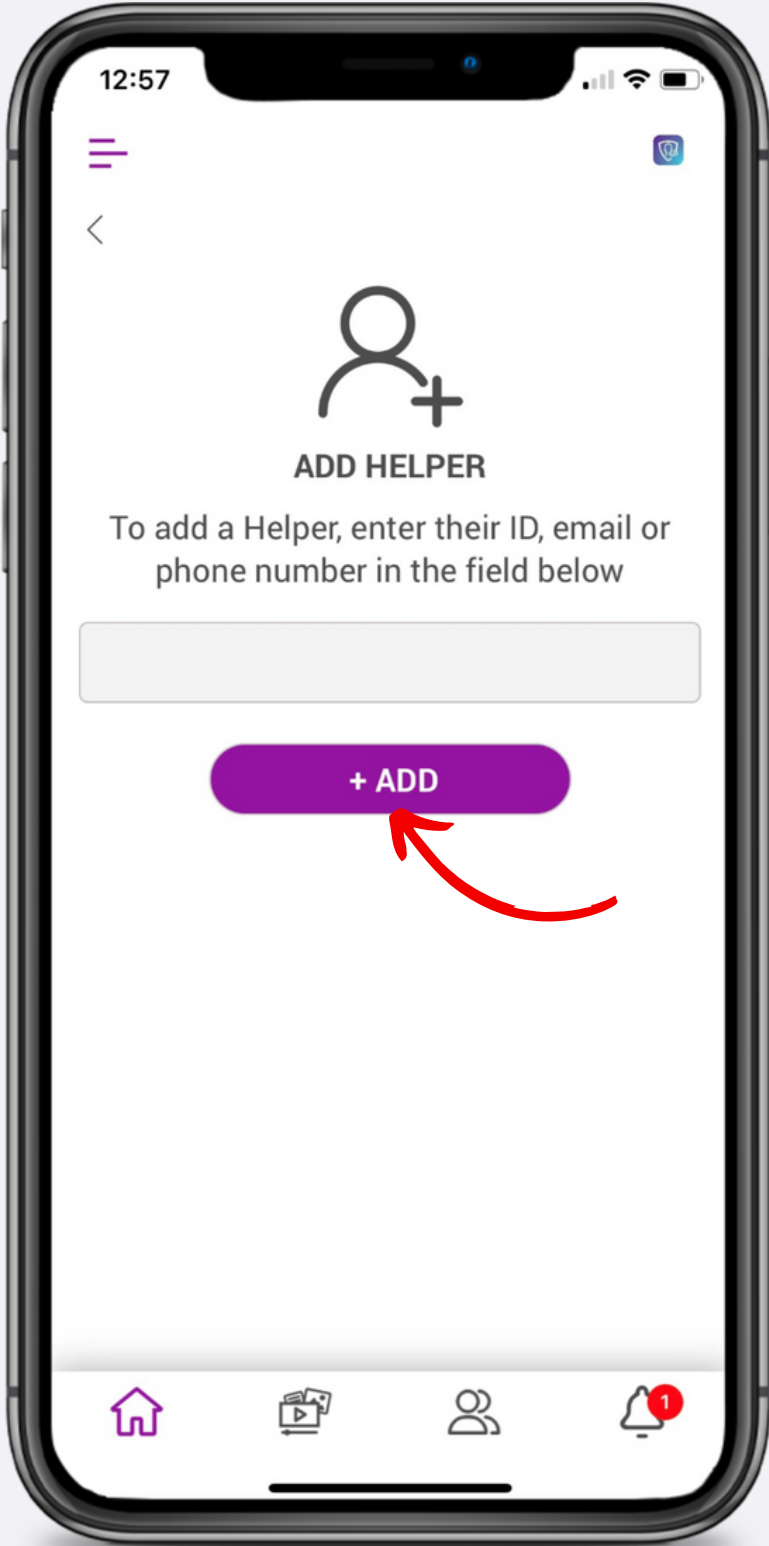 12:57
ADD HELPER
To add a Helper, enter their ID, email or
phone number in the field below
+ ADD
1